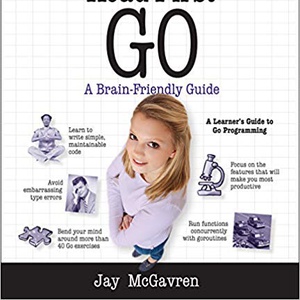 Head First
GO
A Brain-Friendly Guide
A Learner's Guide to
Go Programming
Learn to
write simple,
maintainable
code
Focus on the
features that will
make you most
productive
Avoid
embarrassing
type errors
Bend your mind
around more than
40 Go exercises
Run functions
concurrently with
goroutines
Jay McGavren